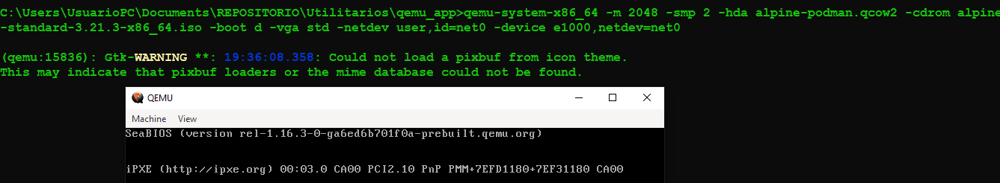 C:\Users\UsuarioPC\Documents\REPOSITORIO\Utilitarios\qemu_app>qemu-system-x86_64 -m 2048 -smp 2 -hda alpine-podman.qcow2 -cdrom alpine
-standard-3.21.3-x86_64.iso -boot d -vga std -netdev user,id=net0 -device e1000,netdev=net0
(qemu:15836): Gtk-WARNING **: 19:36:08.358: Could not load a pixbuf from icon theme.
This may indicate that pixbuf loaders or the mime database could not be found.
QEMU
Machine View
SeaBIOS (version rel-1.16.3-0-ga6ed6b701f0a-prebuilt.qemu.org)
iPXE (http://ipxe.org) 00:03.0 CA00 PCI2.10 PnP PMM+7EFD1180+7EF31180 CA00